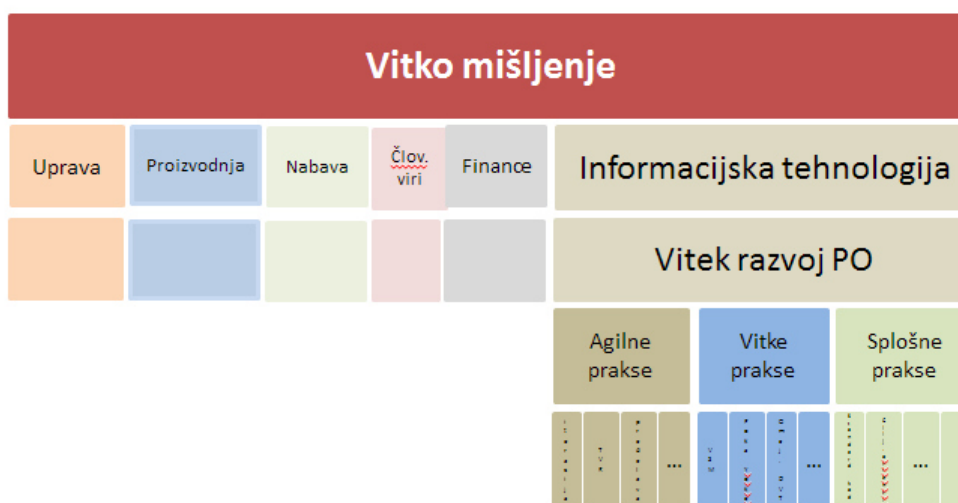 Vitko mišljenje
Uprava
Proizvodnja
Nabava
Člov.
viri
Finance
Informacijska tehnologija
Vitek razvoj PO
Agilne
prakse
Vitke
prakse
Splošne
prakse
...
...
...